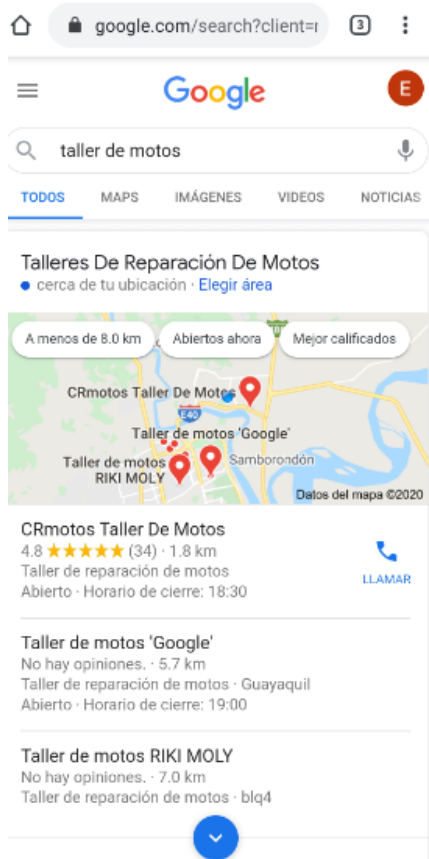 google.com/search?client=r
3
Google
E
taller de motos
TODOS MAPS IMÁGENES VIDEOS NOTICIAS
Talleres De Reparación De Motos
cerca de tu ubicación · Elegir área
A menos de 8.0 km Abiertos ahora Mejor calificados
CRmotos Taller De Motos
E40
Taller de motos 'Google'
Taller de motos
RIKI MOLY
Samborondón
Datos del mapa ©2020
CRmotos Taller De Motos
4.8 ★★★★★ (34) · 1.8 km
Taller de reparación de motos
Abierto · Horario de cierre: 18:30
LLAMAR
Taller de motos 'Google'
No hay opiniones. · 5.7 km
Taller de reparación de motos · Guayaquil
Abierto · Horario de cierre: 19:00
Taller de motos RIKI MOLY
No hay opiniones. · 7.0 km
Taller de reparación de motos · blq4